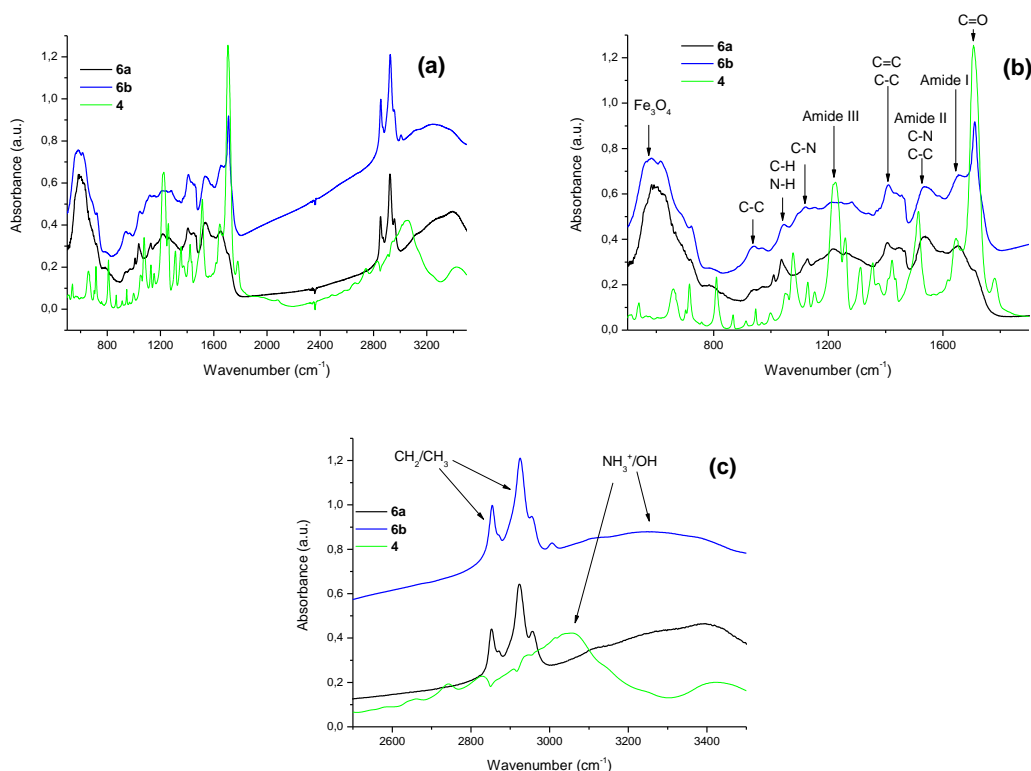 (a)
6a
6b
4
1,2
1,0
0,8
0,6
0,4
0,2
0,0
Absorbance (a.u.)
800 1200 1600 2000 2400 2800 3200
Wavenumber (cm⁻¹)
(b)
6a
6b
4
C=O
C=C
C-C
Amide I
Fe₃O₄
Amide III
Amide II
C-N
C-N
C-C
C-H
N-H
C-C
1,2
1,0
0,8
0,6
0,4
0,2
0,0
Absorbance (a.u.)
800 1200 1600
Wavenumber (cm⁻¹)
(c)
CH₂/CH₃
NH₃⁺/OH
6a
6b
4
1,4
1,2
1,0
0,8
0,6
0,4
0,2
0,0
Absorbance (a.u.)
2600 2800 3000 3200 3400
Wavenumber (cm⁻¹)